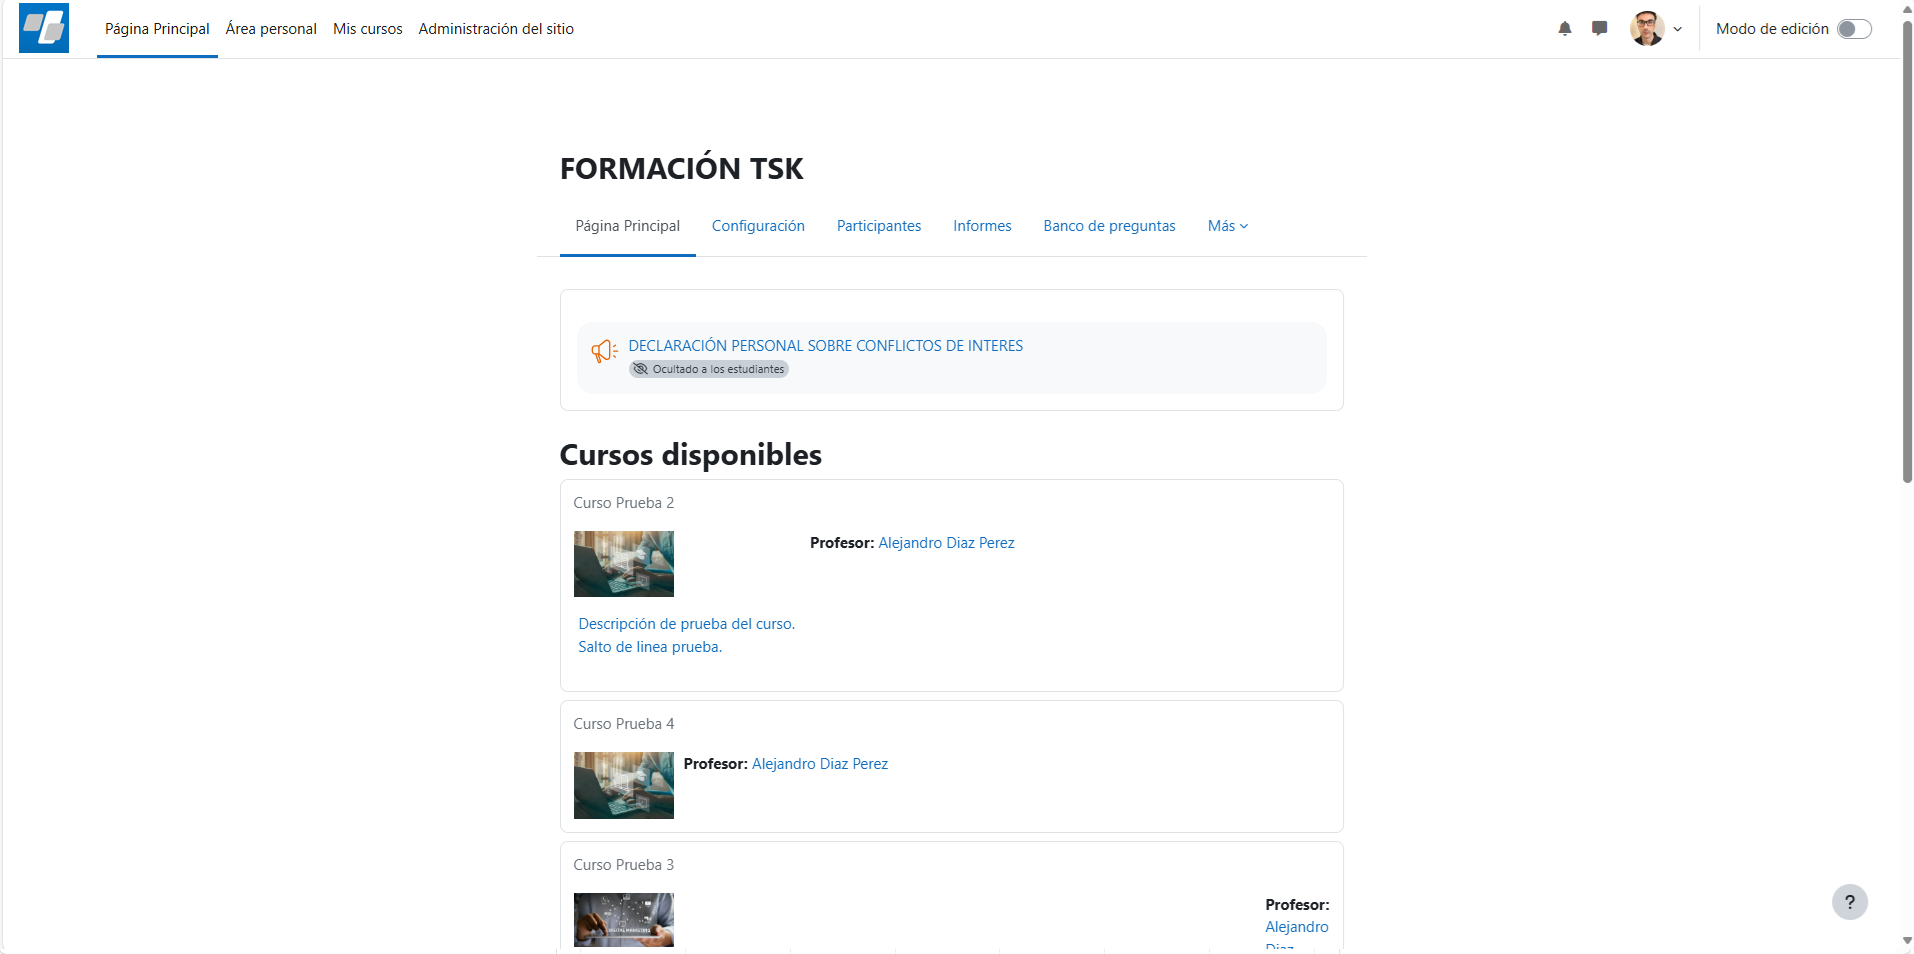 Página Principal Área personal Mis cursos Administración del sitio Modo de edición
FORMACIÓN TSK
Página Principal Configuración Participantes Informes Banco de preguntas Más
DECLARACIÓN PERSONAL SOBRE CONFLICTOS DE INTERES
Ocultado a los estudiantes
Cursos disponibles
Curso Prueba 2
Profesor: Alejandro Diaz Perez
Descripción de prueba del curso.
Salto de linea prueba.
Curso Prueba 4
Profesor: Alejandro Diaz Perez
Curso Prueba 3
DIGITAL MARKETING
Profesor:
Alejandro
Diaz
?